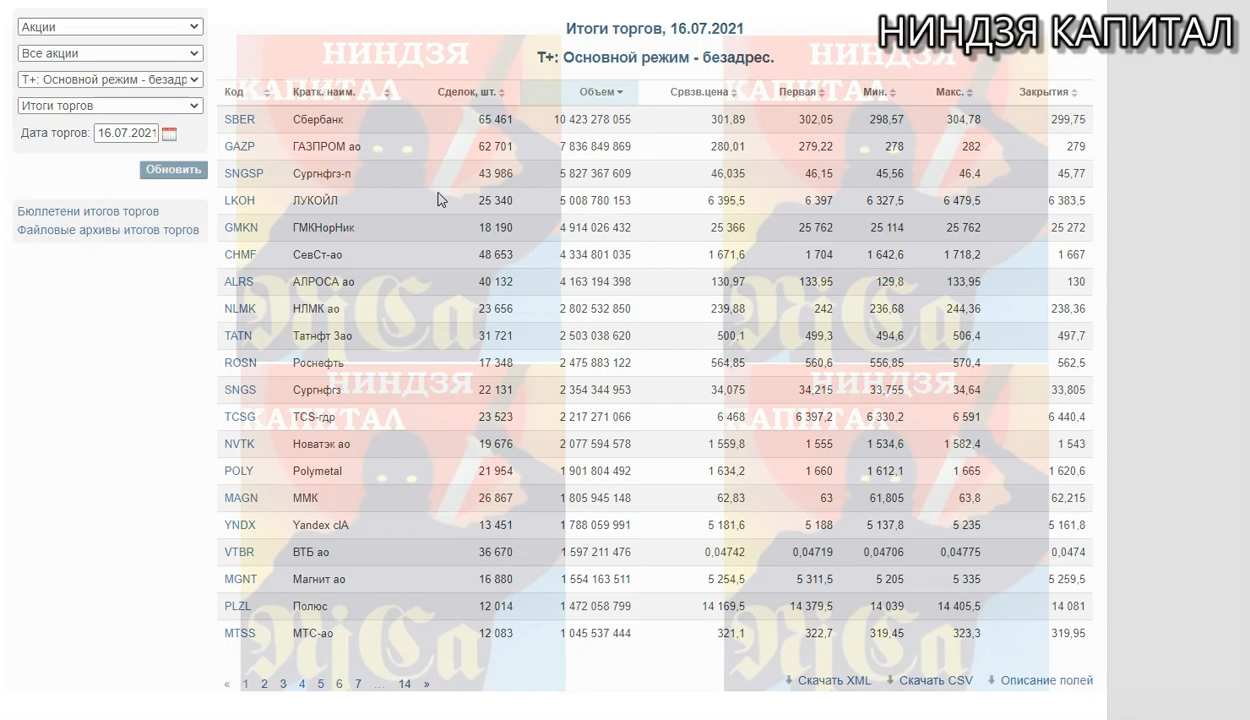 НИНДЗЯ КАПИТАЛ
Акции
Все акции
Т+: Основной режим - безадр
Итоги торгов
Дата торгов: 16.07.2021
Обновить
Бюллетени итогов торгов
Файловые архивы итогов торгов
Итоги торгов, 16.07.2021
Т+: Основной режим - безадрес.
Код Кратк. наим. Сделок, шт. Объем Срвзв.цена Первая Мин. Макс. Закрытия
SBER Сбербанк 65 461 10 423 278 055 301,89 302,05 298,57 304,78 299,75
GAZP ГАЗПРОМ ао 62 701 7 836 849 869 280,01 279,22 278 282 279
SNGSP Сургнфгз-п 43 986 5 827 367 609 46,035 46,15 45,56 46,4 45,77
LKOH ЛУКОЙЛ 25 340 5 008 780 153 6 395,5 6 397 6 327,5 6 479,5 6 383,5
GMKN ГМКНорНик 18 190 4 914 026 432 25 366 25 762 25 114 25 762 25 272
CHMF СевСт-ао 48 653 4 334 801 035 1 671,6 1 704 1 642,6 1 718,2 1 667
ALRS АЛРОСА ао 40 132 4 163 194 398 130,97 133,95 129,8 133,95 130
NLMK НЛМК ао 23 656 2 802 532 850 239,88 242 236,68 244,36 238,36
TATN Татнфт 3ао 31 721 2 503 038 620 500,1 499,3 494,6 506,4 497,7
ROSN Роснефть 17 348 2 475 883 122 564,85 560,6 556,85 570,4 562,5
SNGS Сургнфгз 22 131 2 354 344 953 34,075 34,215 33,755 34,64 33,805
TCSG TCS-гдр 23 523 2 217 271 066 6 468 6 397,2 6 330,2 6 591 6 440,4
NVTK Новатэк ао 19 676 2 077 594 578 1 559,8 1 555 1 534,6 1 582,4 1 543
POLY Polymetal 21 954 1 901 804 492 1 634,2 1 660 1 612,1 1 665 1 620,6
MAGN ММК 26 867 1 805 945 148 62,83 63 61,805 63,8 62,215
YNDX Yandex clA 13 451 1 788 059 991 5 181,6 5 188 5 137,8 5 235 5 161,8
VTBR ВТБ ао 36 670 1 597 211 476 0,04742 0,04719 0,04706 0,04775 0,0474
MGNT Магнит ао 16 880 1 554 163 511 5 254,5 5 311,5 5 205 5 335 5 259,5
PLZL Полюс 12 014 1 472 058 799 14 169,5 14 379,5 14 039 14 405,5 14 081
MTSS МТС-ао 12 083 1 045 537 444 321,1 322,7 319,45 323,3 319,95
« 1 2 3 4 5 6 7 ... 14 »
Скачать XML Скачать CSV Описание полей
НИНДЗЯ
КАПИТАЛ
NjCa
НИНДЗЯ
КАПИТАЛ
NjCa
НИНДЗЯ
КАПИТАЛ
NjCa
НИНДЗЯ
КАПИТАЛ
NjCa